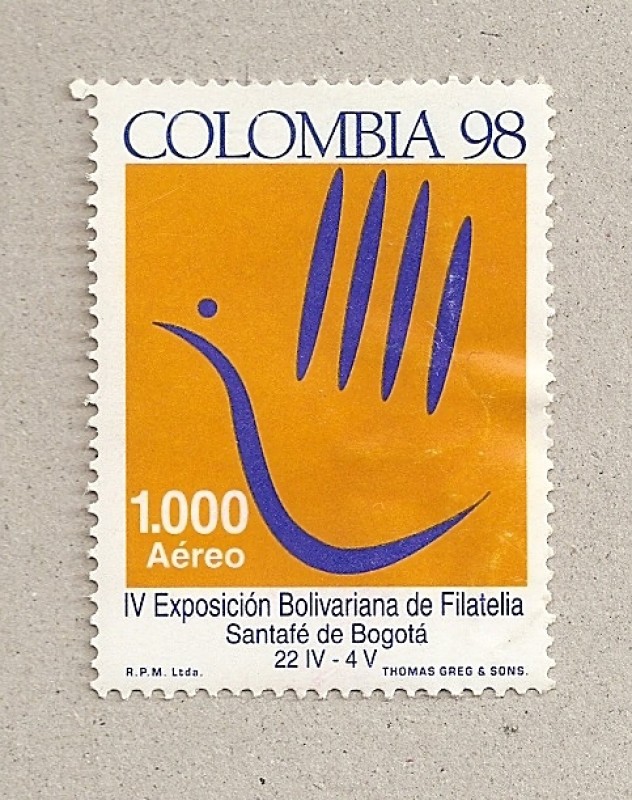 COLOMBIA 98
1.000
Aéreo
IV Exposición Bolivariana de Filatelia
Santafé de Bogotá
22 IV - 4 V
R.P.M. Ltda.
THOMAS GREG & SONS.